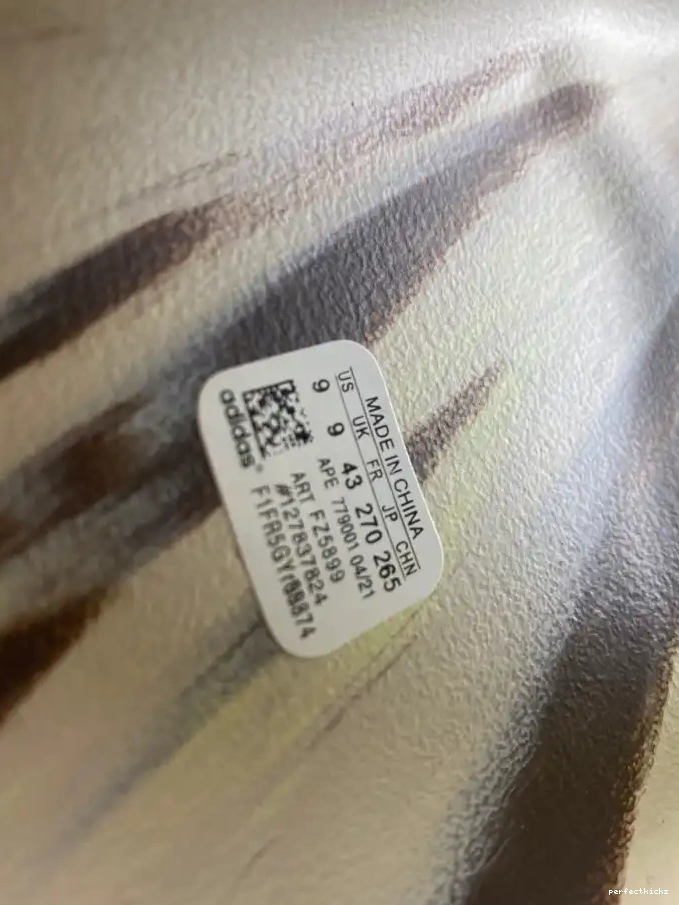 MADE IN CHINA
US UK FR JP CHN
9 9 43 270 265
APE 779001 04/21
ART FZ5899
#127837824
adidas®
perfectkickz